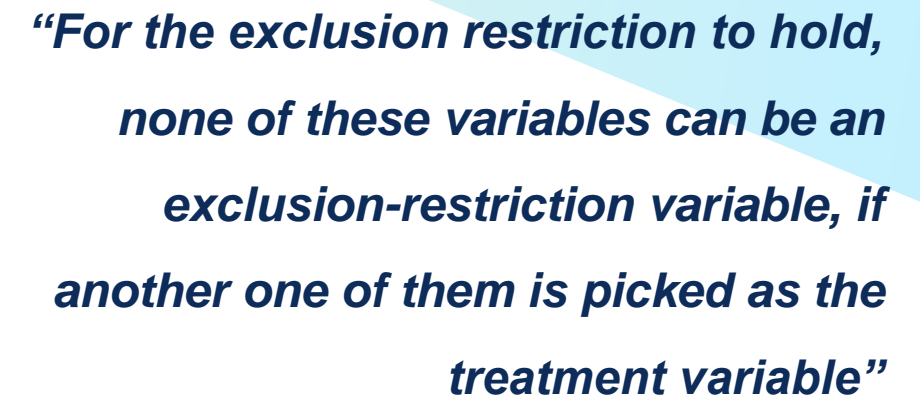 “For the exclusion restriction to hold,
none of these variables can be an
exclusion-restriction variable, if
another one of them is picked as the
treatment variable”